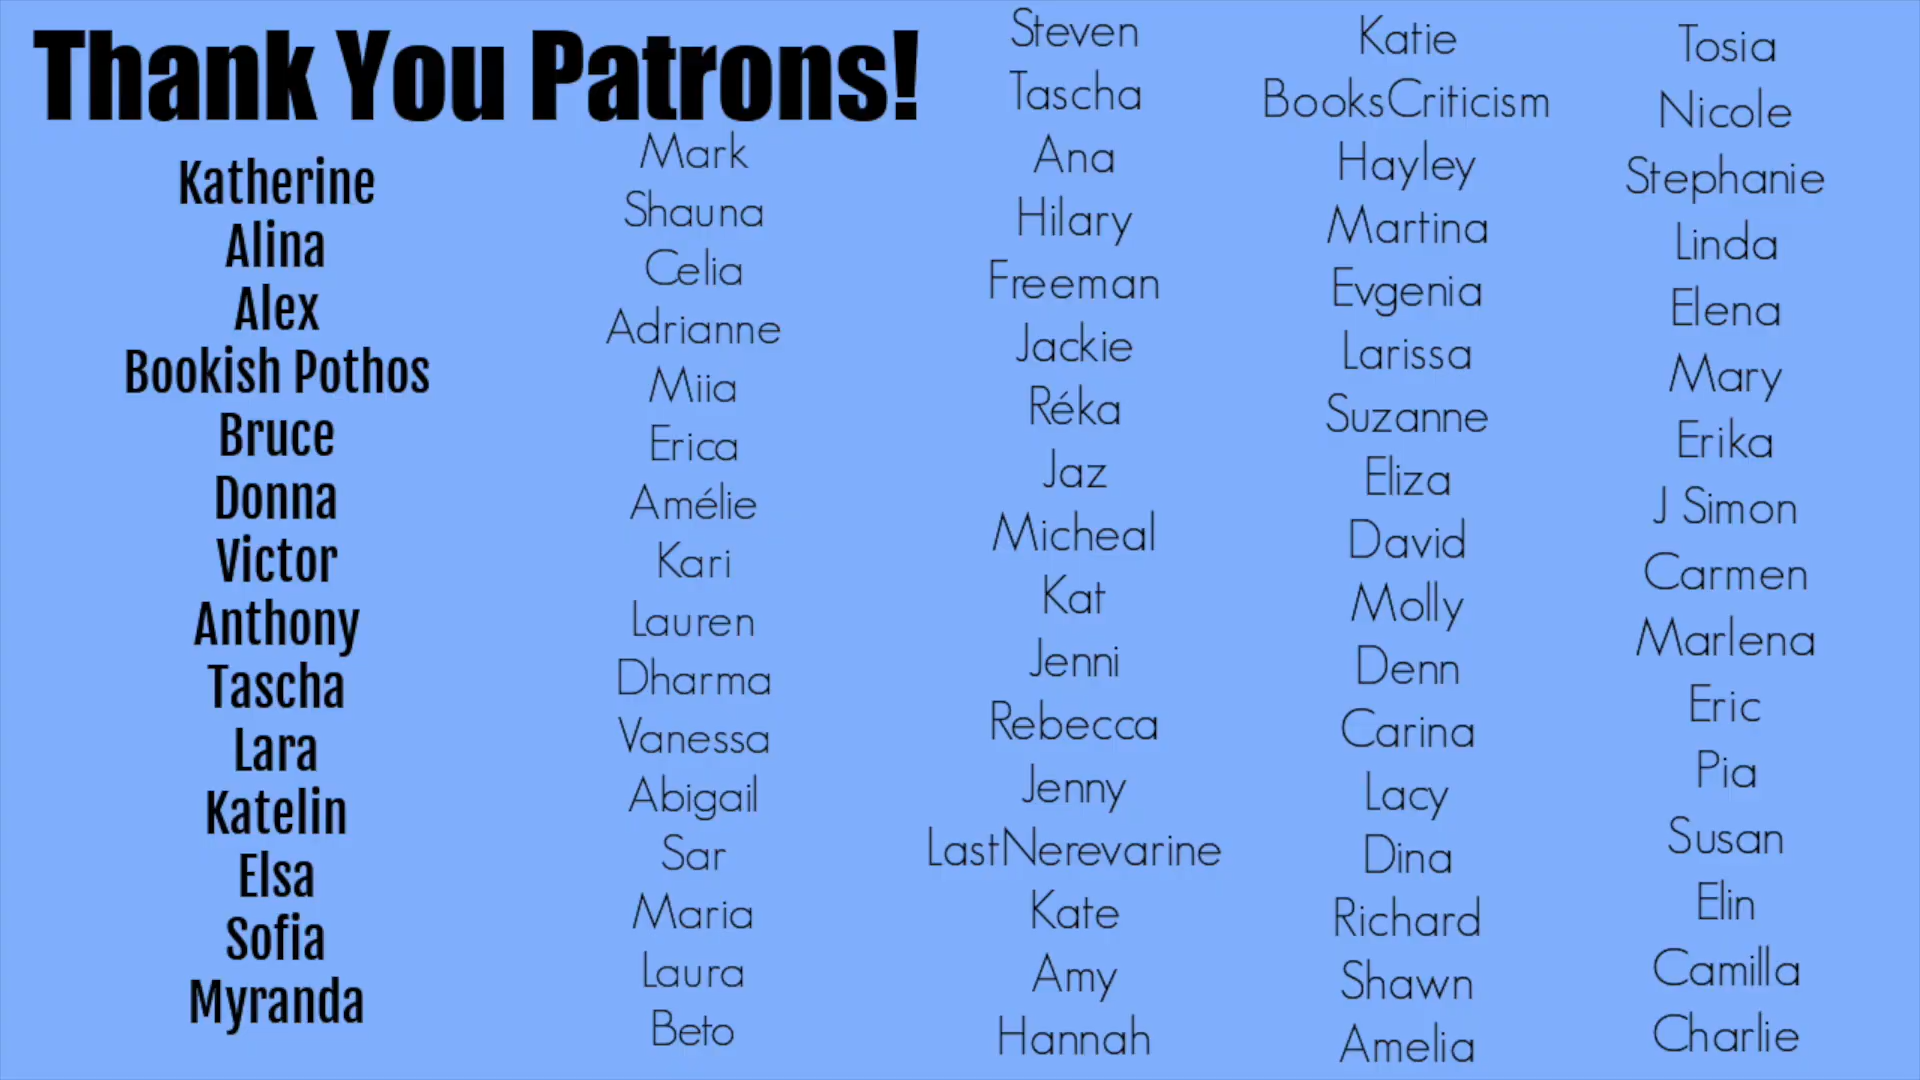 Thank You Patrons!
Katherine
Alina
Alex
Bookish Pothos
Bruce
Donna
Victor
Anthony
Tascha
Lara
Katelin
Elsa
Sofia
Myranda
Mark
Shauna
Celia
Adrianne
Miia
Erica
Amélie
Kari
Lauren
Dharma
Vanessa
Abigail
Sar
Maria
Laura
Beto
Steven
Tascha
Ana
Hilary
Freeman
Jackie
Réka
Jaz
Micheal
Kat
Jenni
Rebecca
Jenny
LastNerevarine
Kate
Amy
Hannah
Katie
BooksCriticism
Hayley
Martina
Evgenia
Larissa
Suzanne
Eliza
David
Molly
Denn
Carina
Lacy
Dina
Richard
Shawn
Amelia
Tosia
Nicole
Stephanie
Linda
Elena
Mary
Erika
J Simon
Carmen
Marlena
Eric
Pia
Susan
Elin
Camilla
Charlie